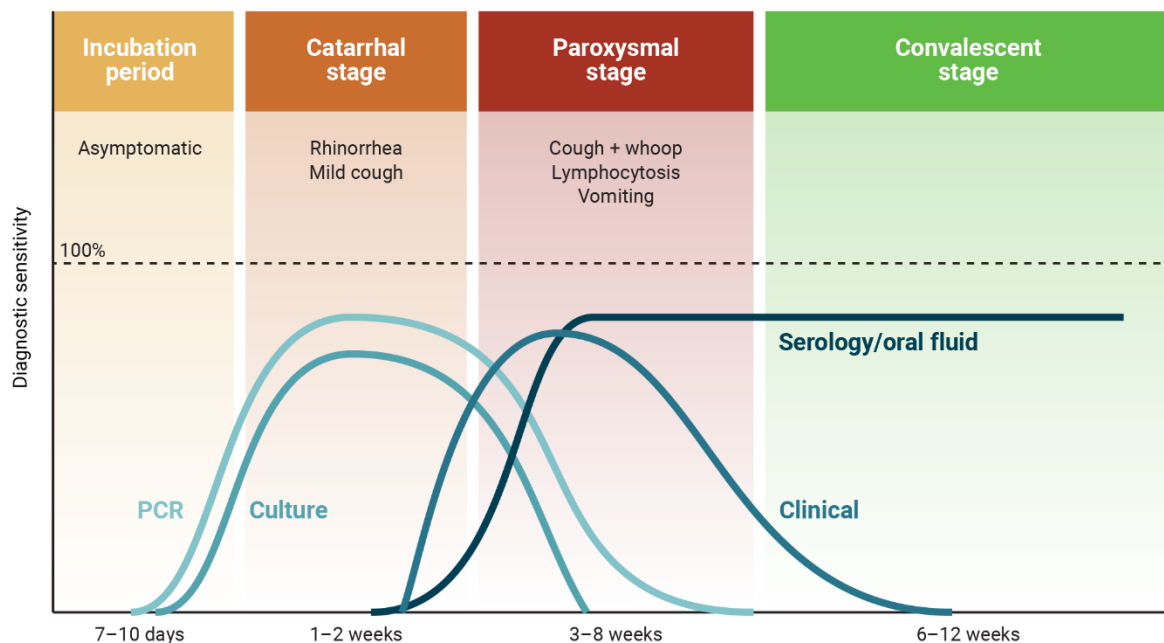 Incubation
period
Catarrhal
stage
Paroxysmal
stage
Convalescent
stage
Asymptomatic
Rhinorrhea
Mild cough
Cough + whoop
Lymphocytosis
Vomiting
Diagnostic sensitivity
100%
Serology/oral fluid
PCR
Culture
Clinical
7–10 days
1–2 weeks
3–8 weeks
6–12 weeks